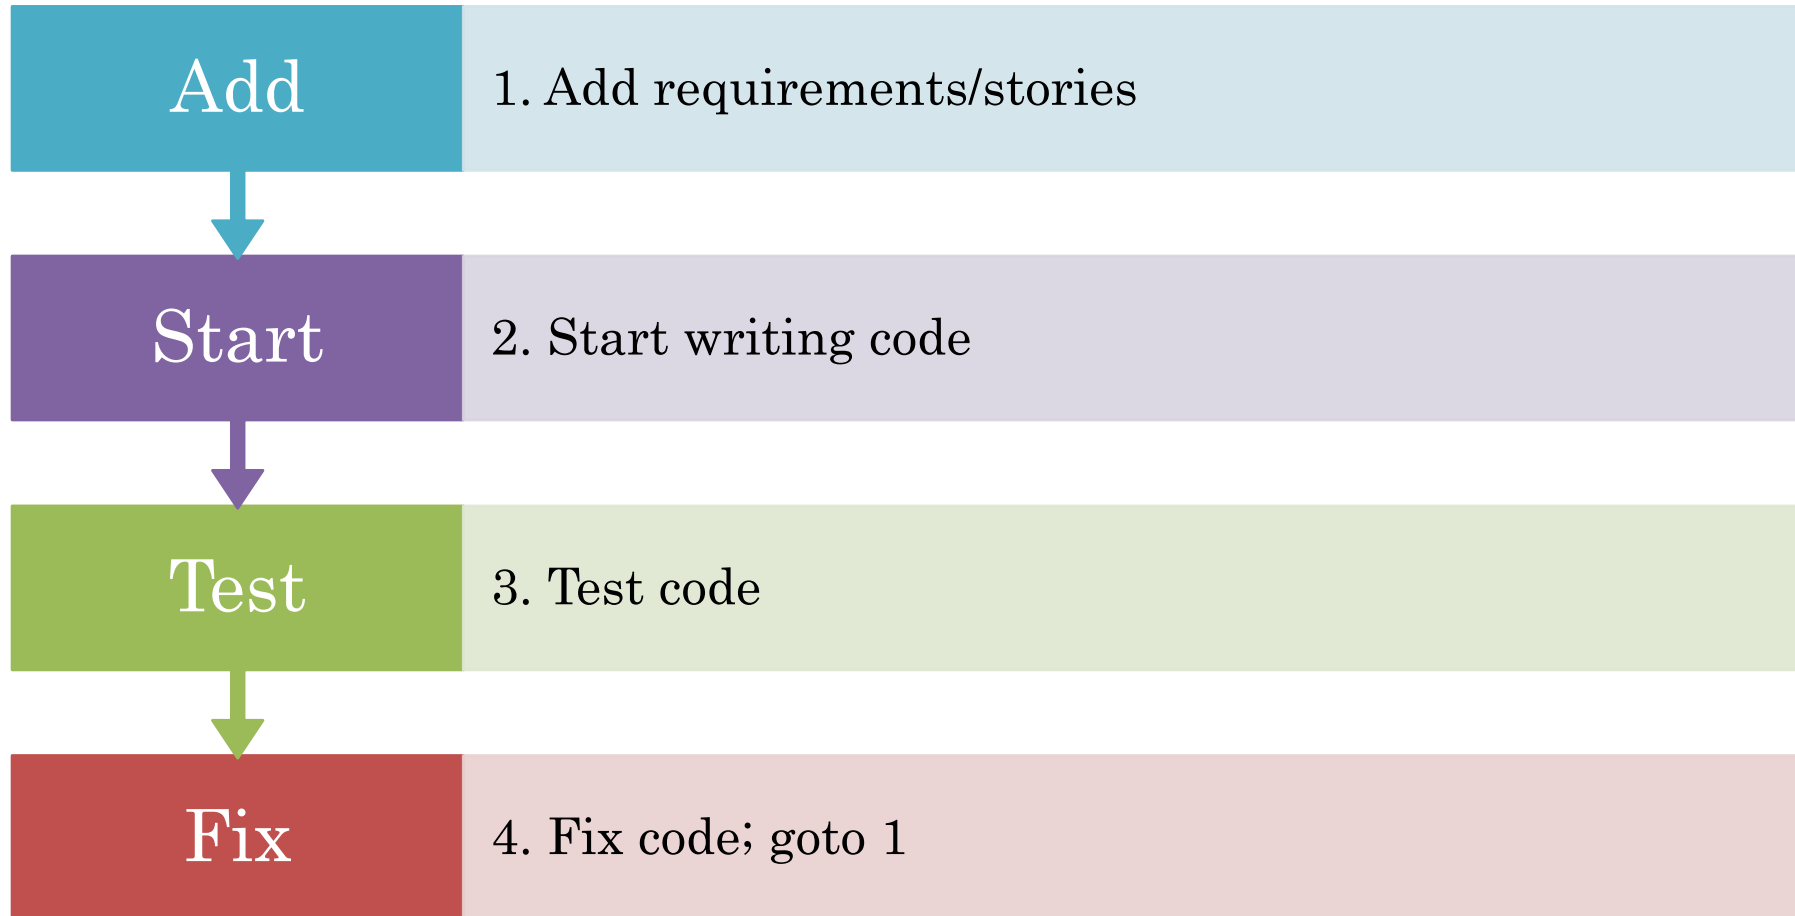 Add
1. Add requirements/stories
Start
2. Start writing code
Test
3. Test code
Fix
4. Fix code; goto 1